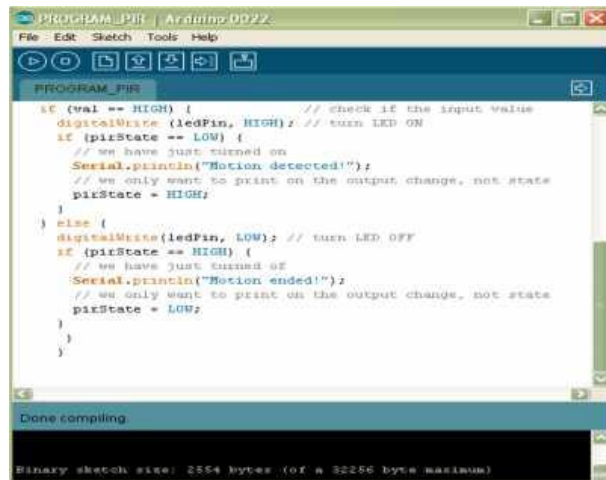 PROGRAM_PIR | Arduino 0022
File Edit Sketch Tools Help
PROGRAM_PIR
if (val == HIGH) { // check if the input value
digitalWrite (ledPin, HIGH); // turn LED ON
if (pirState == LOW) {
// we have just turned on
Serial.println("Motion detected!");
// we only want to print on the output change, not state
pirState = HIGH;
}
} else {
digitalWrite(ledPin, LOW); // turn LED OFF
if (pirState == HIGH) {
// we have just turned of
Serial.println("Motion ended!");
// we only want to print on the output change, not state
pirState = LOW;
}
}
}
Done compiling.
Binary sketch size: 2554 bytes (of a 32256 byte maximum)